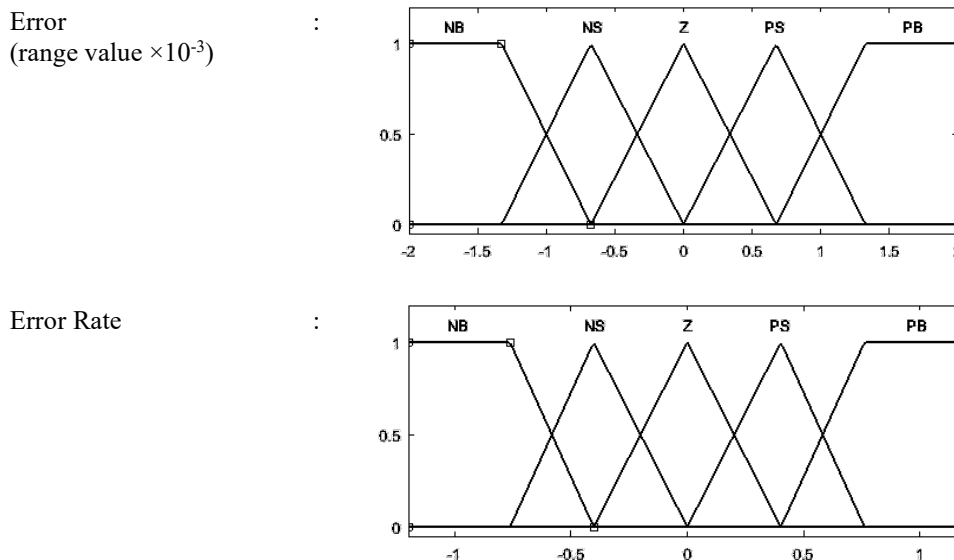 Error :
(range value ×10-3)
NB NS Z PS PB
1
0.5
0
-2 -1.5 -1 -0.5 0 0.5 1 1.5 2
Error Rate :
NB NS Z PS PB
1
0.5
0
-1 -0.5 0 0.5 1